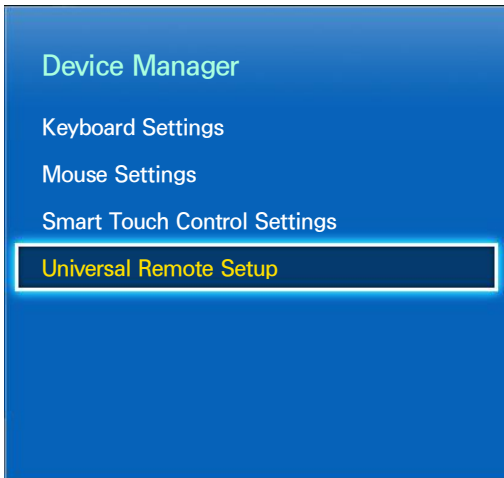 Device Manager
Keyboard Settings
Mouse Settings
Smart Touch Control Settings
Universal Remote Setup